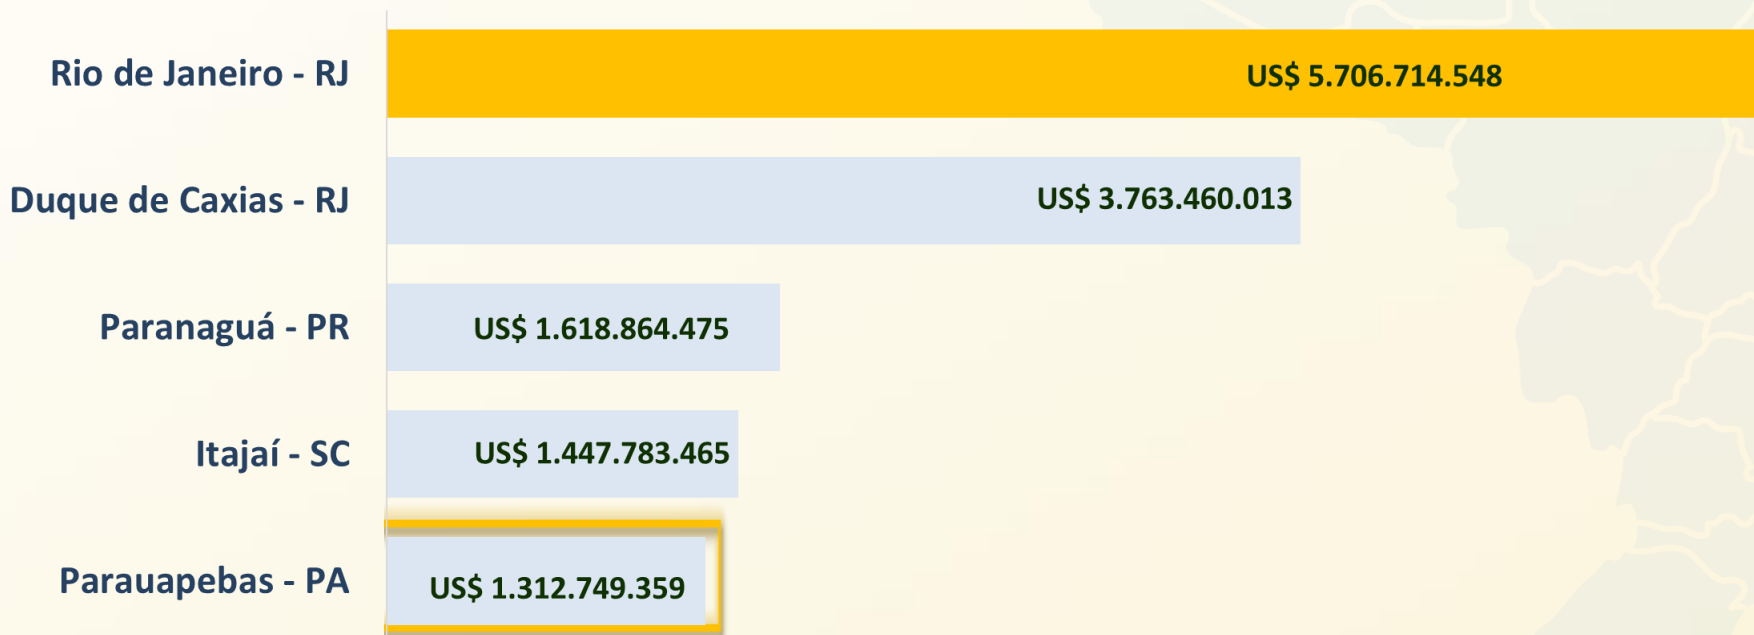 Rio de Janeiro - RJ US$ 5.706.714.548
Duque de Caxias - RJ US$ 3.763.460.013
Paranaguá - PR US$ 1.618.864.475
Itajaí - SC US$ 1.447.783.465
Parauapebas - PA US$ 1.312.749.359